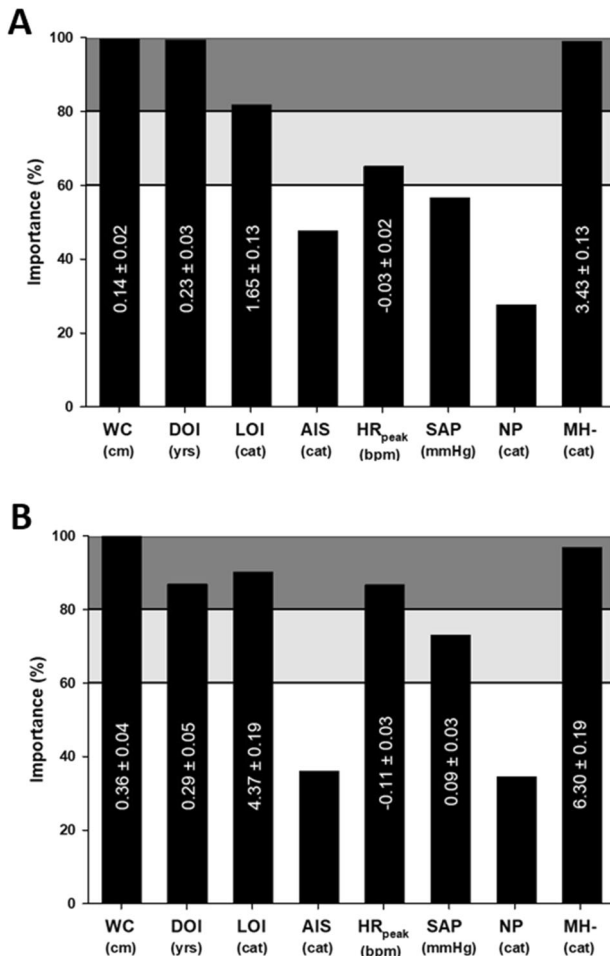 A
Importance (%)
100
80
60
40
20
0
0.14 ± 0.02
0.23 ± 0.03
1.65 ± 0.13
-0.03 ± 0.02
3.43 ± 0.13
WC DOI LOI AIS HRpeak SAP NP MH-
(cm) (yrs) (cat) (cat) (bpm) (mmHg) (cat) (cat)
B
Importance (%)
100
80
60
40
20
0
0.36 ± 0.04
0.29 ± 0.05
4.37 ± 0.19
-0.11 ± 0.03
0.09 ± 0.03
6.30 ± 0.19
WC DOI LOI AIS HRpeak SAP NP MH-
(cm) (yrs) (cat) (cat) (bpm) (mmHg) (cat) (cat)